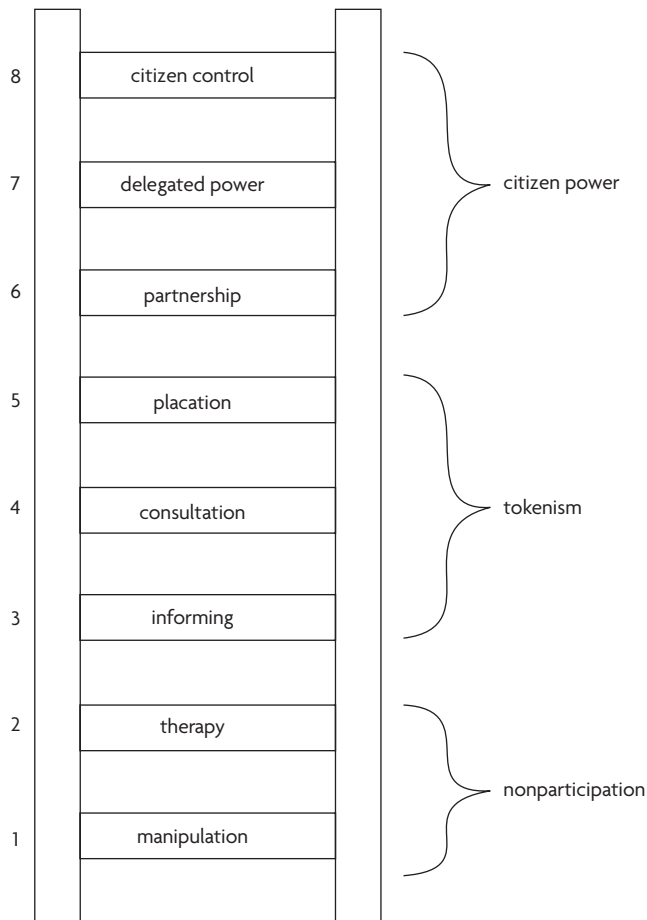 8 citizen control
7 delegated power
citizen power
6 partnership
5 placation
4 consultation
tokenism
3 informing
2 therapy
nonparticipation
1 manipulation